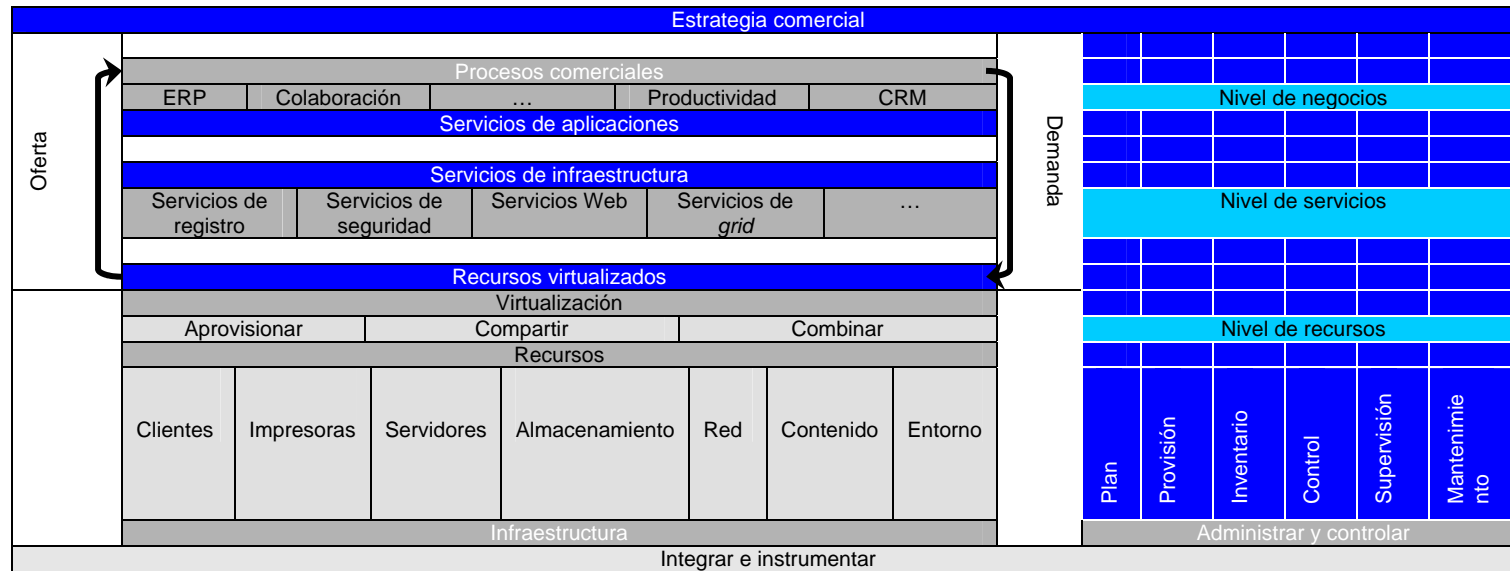 Estrategia comercial
Oferta
Procesos comerciales
ERP
Colaboración
…
Productividad
CRM
Servicios de aplicaciones
Servicios de infraestructura
Servicios de
registro
Servicios de
seguridad
Servicios Web
Servicios de
grid
…
Recursos virtualizados
Demanda
Nivel de negocios
Nivel de servicios
Virtualización
Aprovisionar
Compartir
Combinar
Nivel de recursos
Recursos
Clientes
Impresoras
Servidores
Almacenamiento
Red
Contenido
Entorno
Plan
Provisión
Inventario
Control
Supervisión
Mantenimie
nto
Infraestructura
Administrar y controlar
Integrar e instrumentar